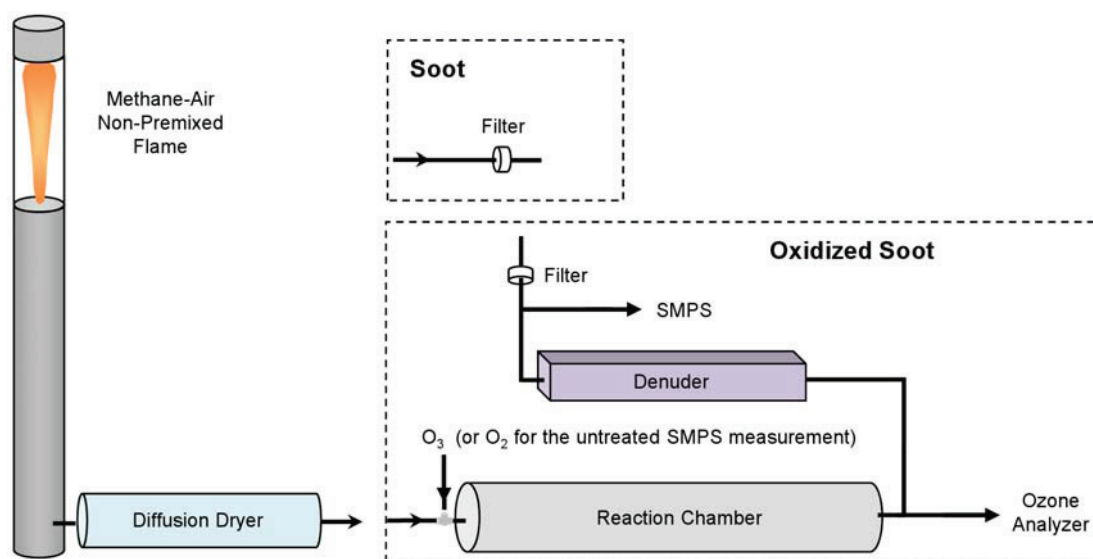 Methane-Air
Non-Premixed
Flame
Soot
Filter
Oxidized Soot
Filter
SMPS
Denuder
O₃ (or O₂ for the untreated SMPS measurement)
Diffusion Dryer
Reaction Chamber
Ozone
Analyzer